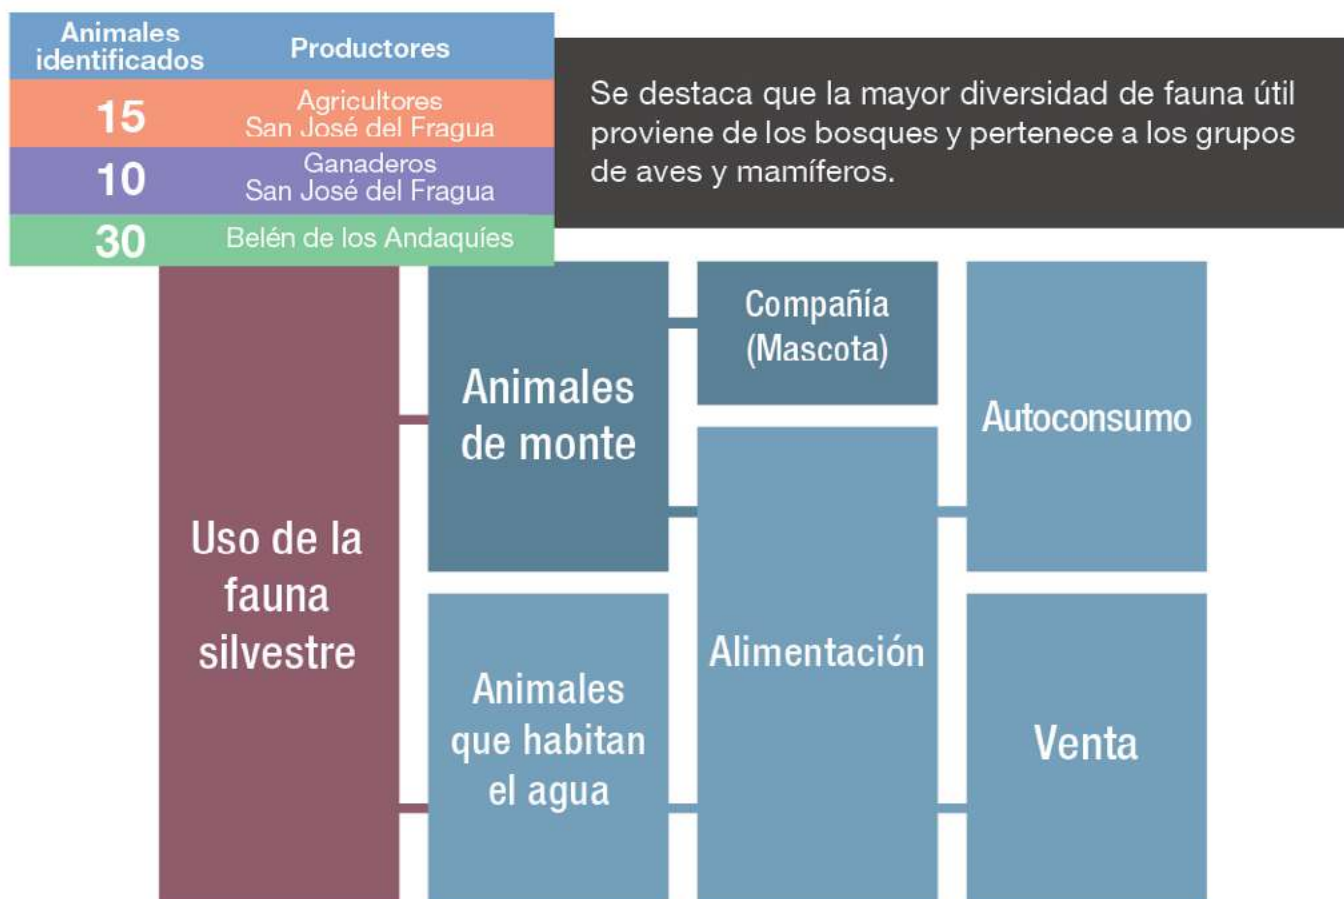 Animales
identificados
Productores
15
Agricultores
San José del Fragua
10
Ganaderos
San José del Fragua
30
Belén de los Andaquíes
Se destaca que la mayor diversidad de fauna útil
proviene de los bosques y pertenece a los grupos
de aves y mamíferos.
Uso de la
fauna
silvestre
Animales
de monte
Animales
que habitan
el agua
Compañía
(Mascota)
Alimentación
Autoconsumo
Venta